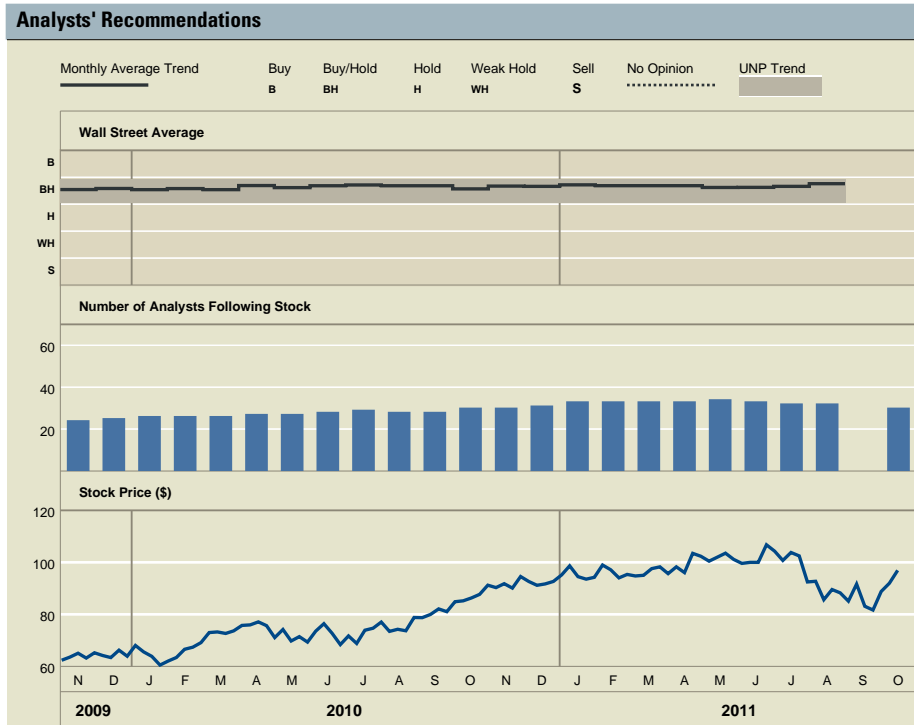 Analysts' Recommendations
Monthly Average Trend Buy Buy/Hold Hold Weak Hold Sell No Opinion UNP Trend
B BH H WH S
Wall Street Average
B
BH
H
WH
S
Number of Analysts Following Stock
60
40
20
Stock Price ($)
120
100
80
60
N D J F M A M J J A S O N D J F M A M J J A S O
2009 2010 2011